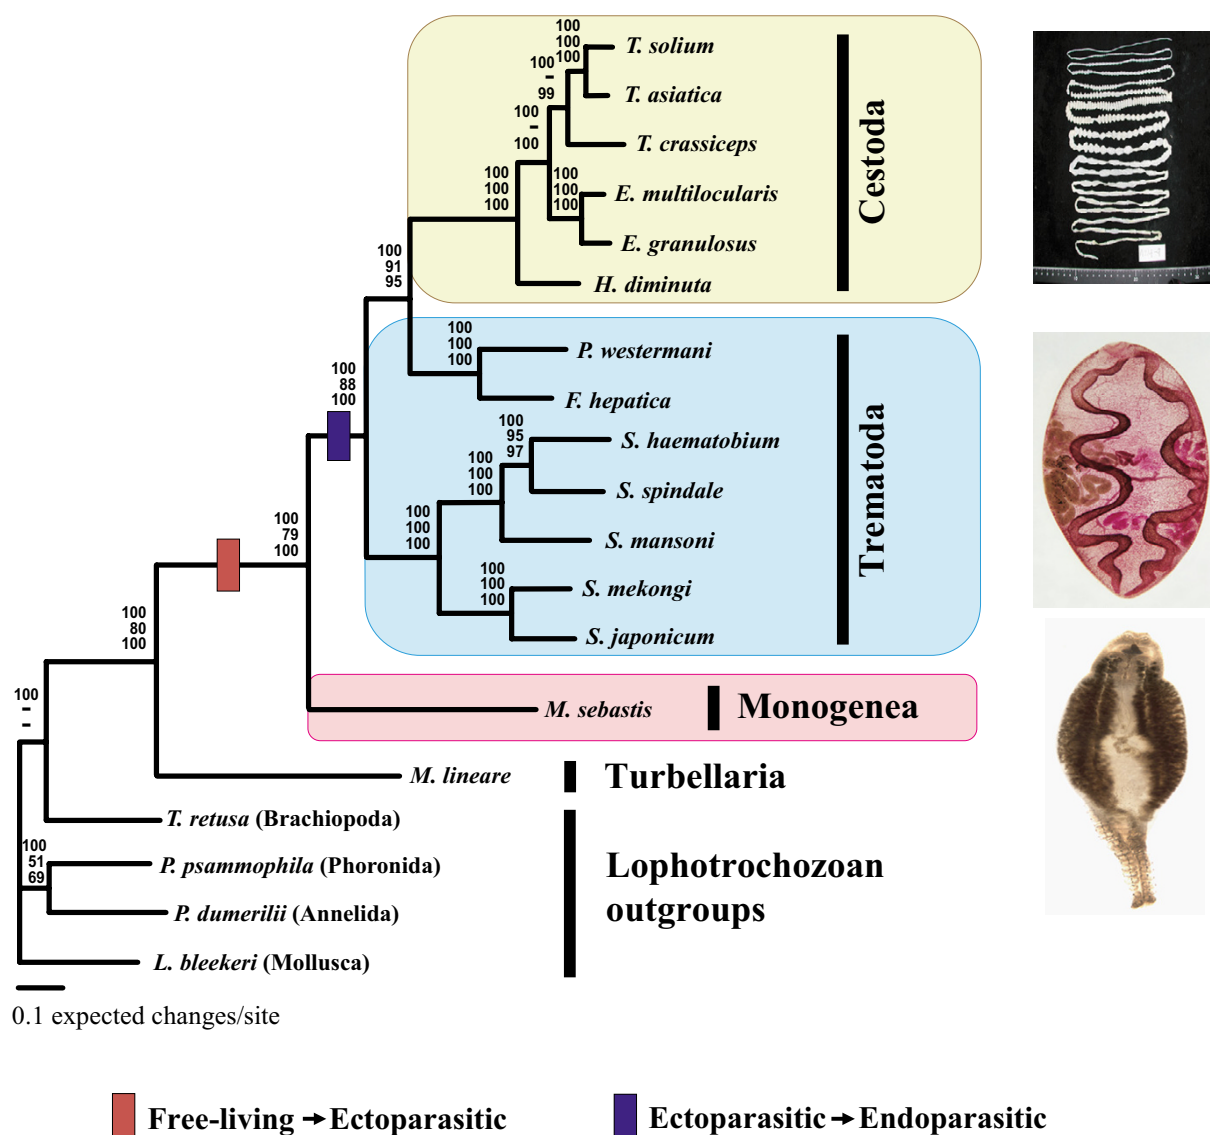 100
100
100
T. solium
100
-
99
T. asiatica
100
-
100
T. crassiceps
100
100
100
100
100
100
E. multilocularis
E. granulosus
H. diminuta
Cestoda
100
91
95
100
100
100
P. westermani
F. hepatica
100
88
100
100
95
97
S. haematobium
100
100
100
S. spindale
100
100
100
S. mansoni
100
100
100
S. mekongi
S. japonicum
Trematoda
100
79
100
M. sebastis
Monogenea
100
80
100
M. lineare
Turbellaria
100
-
-
T. retusa (Brachiopoda)
100
51
69
P. psammophila (Phoronida)
P. dumerilii (Annelida)
L. bleekeri (Mollusca)
Lophotrochozoan
outgroups
0.1 expected changes/site
Free-living → Ectoparasitic
Ectoparasitic → Endoparasitic